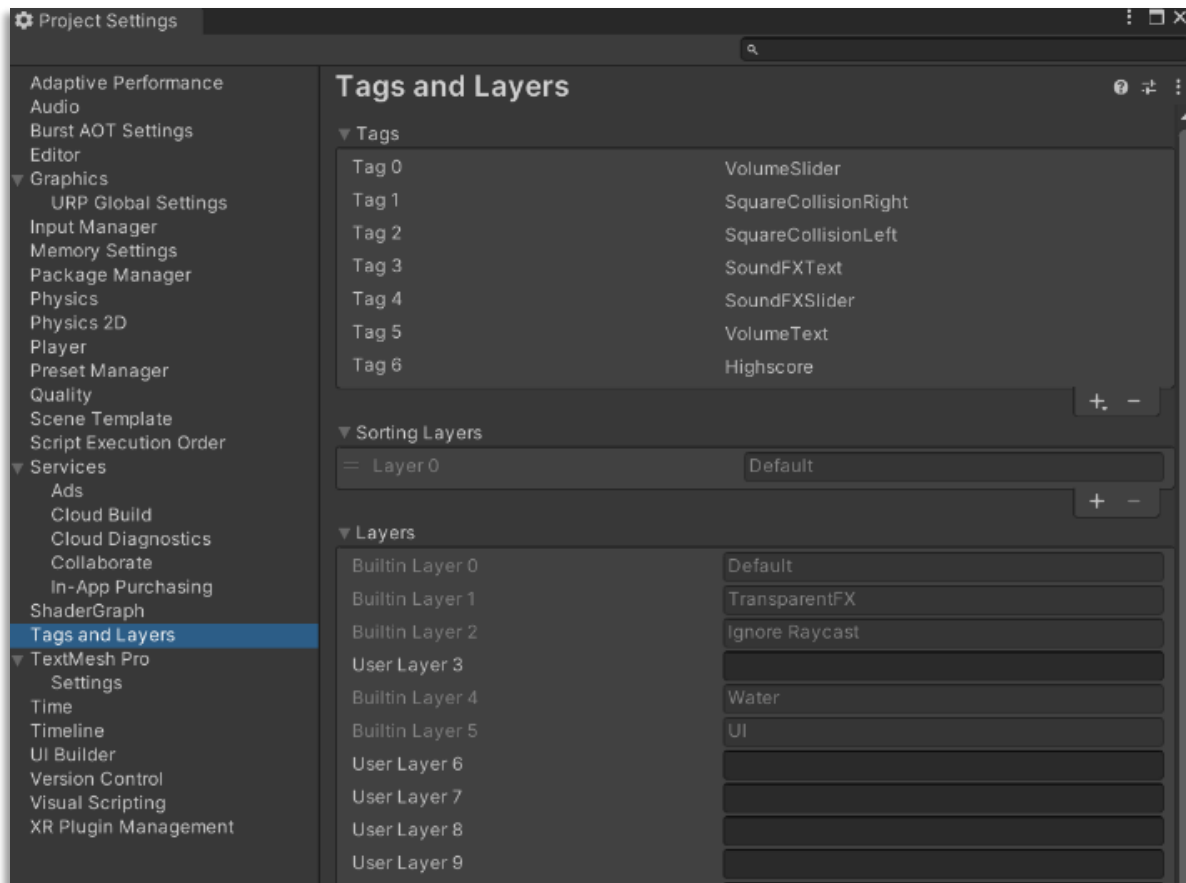 Project Settings
Adaptive Performance
Audio
Burst AOT Settings
Editor
Graphics
URP Global Settings
Input Manager
Memory Settings
Package Manager
Physics
Physics 2D
Player
Preset Manager
Quality
Scene Template
Script Execution Order
Services
Ads
Cloud Build
Cloud Diagnostics
Collaborate
In-App Purchasing
ShaderGraph
Tags and Layers
TextMesh Pro
Settings
Time
Timeline
UI Builder
Version Control
Visual Scripting
XR Plugin Management
Tags and Layers
Tags
Tag 0 VolumeSlider
Tag 1 SquareCollisionRight
Tag 2 SquareCollisionLeft
Tag 3 SoundFXText
Tag 4 SoundFXSlider
Tag 5 VolumeText
Tag 6 Highscore
Sorting Layers
Layer 0 Default
Layers
Builtin Layer 0 Default
Builtin Layer 1 TransparentFX
Builtin Layer 2 Ignore Raycast
User Layer 3
Builtin Layer 4 Water
Builtin Layer 5 UI
User Layer 6
User Layer 7
User Layer 8
User Layer 9